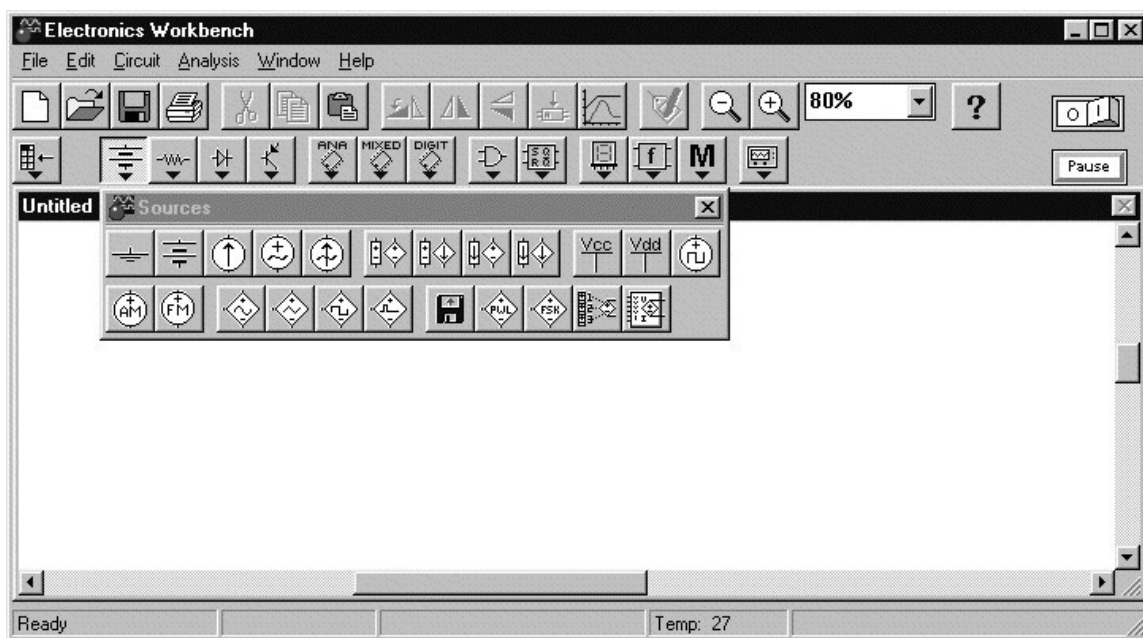 Electronics Workbench
File Edit Circuit Analysis Window Help
80% ?
ANA MIXED DIGIT f M
Pause
Untitled Sources
Vcc Vdd
AM FM PWL FSK
Ready Temp: 27